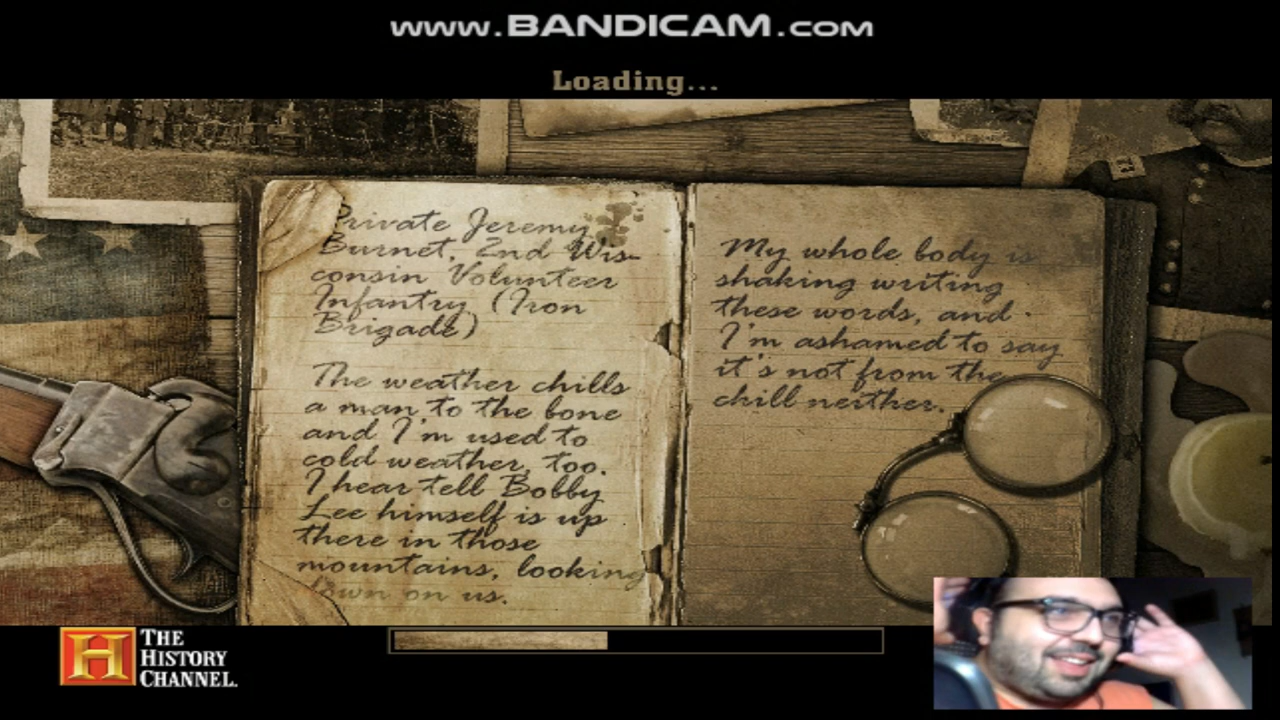 www.BANDICAM.com
Loading...
Private Jeremy
Burnet, 2nd Wis-
consin Volunteer
Infantry (Iron
Brigade)
The weather chills
a man to the bone
and I'm used to
cold weather, too.
I hear tell Bobby
Lee himself is up
there in those
mountains, looking
down on us.
My whole body is
shaking writing
these words, and
I'm ashamed to say
it's not from the
chill neither.
H
THE
HISTORY
CHANNEL.